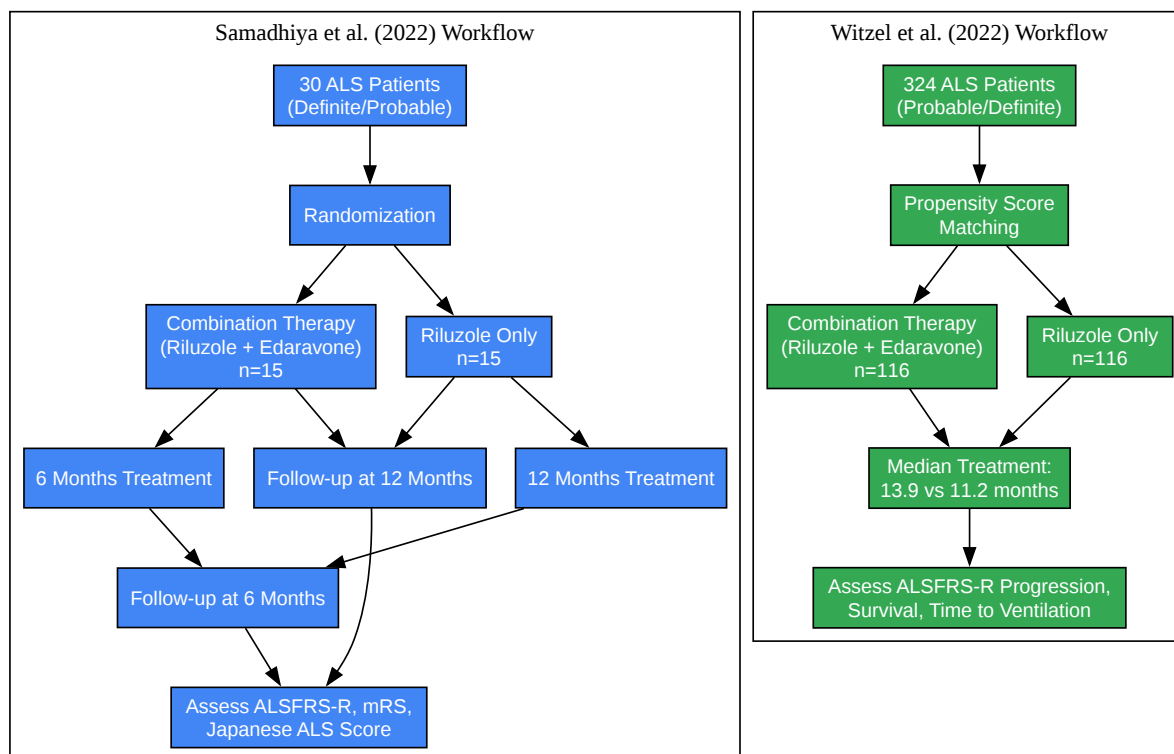 Samadhiya et al. (2022) Workflow
30 ALS Patients
(Definite/Probable)
Randomization
Combination Therapy
(Riluzole + Edaravone)
n=15
Riluzole Only
n=15
6 Months Treatment
Follow-up at 12 Months
12 Months Treatment
Follow-up at 6 Months
Assess ALSFRS-R, mRS,
Japanese ALS Score
Witzel et al. (2022) Workflow
324 ALS Patients
(Probable/Definite)
Propensity Score
Matching
Combination Therapy
(Riluzole + Edaravone)
n=116
Riluzole Only
n=116
Median Treatment:
13.9 vs 11.2 months
Assess ALSFRS-R Progression,
Survival, Time to Ventilation